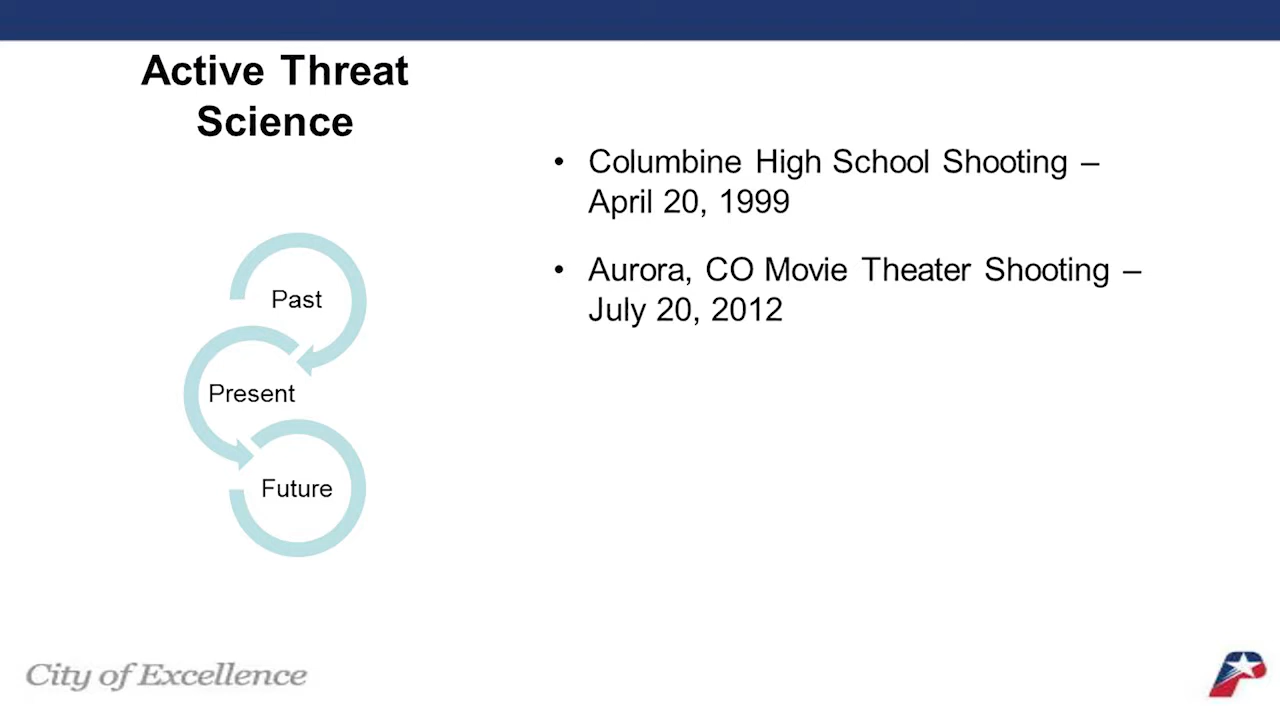 Active Threat
Science
• Columbine High School Shooting –
April 20, 1999
• Aurora, CO Movie Theater Shooting –
July 20, 2012
Past
Present
Future
City of Excellence